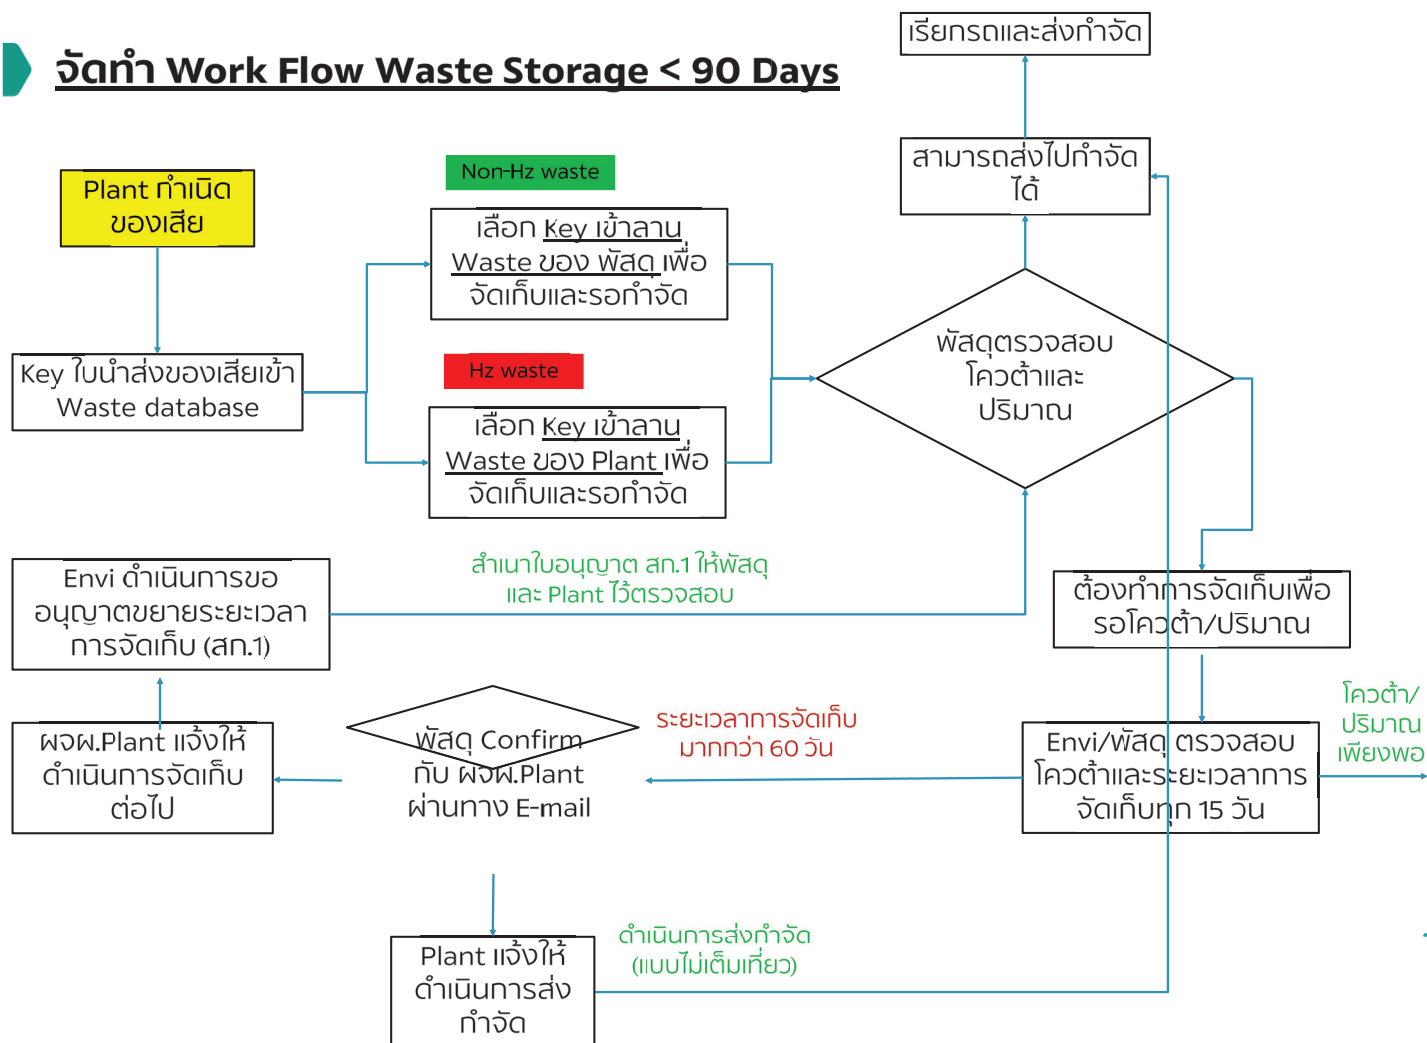 จัดทำ Work Flow Waste Storage < 90 Days
เรียกรถและส่งกำจัด
สามารถส่งไปกำจัด
ได้
Plant กำเนิด
ของเสีย
Non-Hz waste
เลือก Key เข้าลาน
Waste ของ พัสดุ เพื่อ
จัดเก็บและรอกำจัด
Key ใบนำส่งของเสียเข้า
Waste database
Hz waste
เลือก Key เข้าลาน
Waste ของ Plant เพื่อ
จัดเก็บและรอกำจัด
พัสดุตรวจสอบ
โควต้าและ
ปริมาณ
Envi ดำเนินการขอ
อนุญาตขยายระยะเวลา
การจัดเก็บ (สก.1)
สำเนาใบอนุญาต สก.1 ให้พัสดุ
และ Plant ไว้ตรวจสอบ
ต้องทำการจัดเก็บเพื่อ
รอโควต้า/ปริมาณ
ผจผ.Plant แจ้งให้
ดำเนินการจัดเก็บ
ต่อไป
พัสดุ Confirm
กับ ผจผ.Plant
ผ่านทาง E-mail
ระยะเวลาการจัดเก็บ
มากกว่า 60 วัน
Envi/พัสดุ ตรวจสอบ
โควต้าและระยะเวลาการ
จัดเก็บทุก 15 วัน
โควต้า/
ปริมาณ
เพียงพอ
Plant แจ้งให้
ดำเนินการส่ง
กำจัด
ดำเนินการส่งกำจัด
(แบบไม่เต็มเที่ยว)